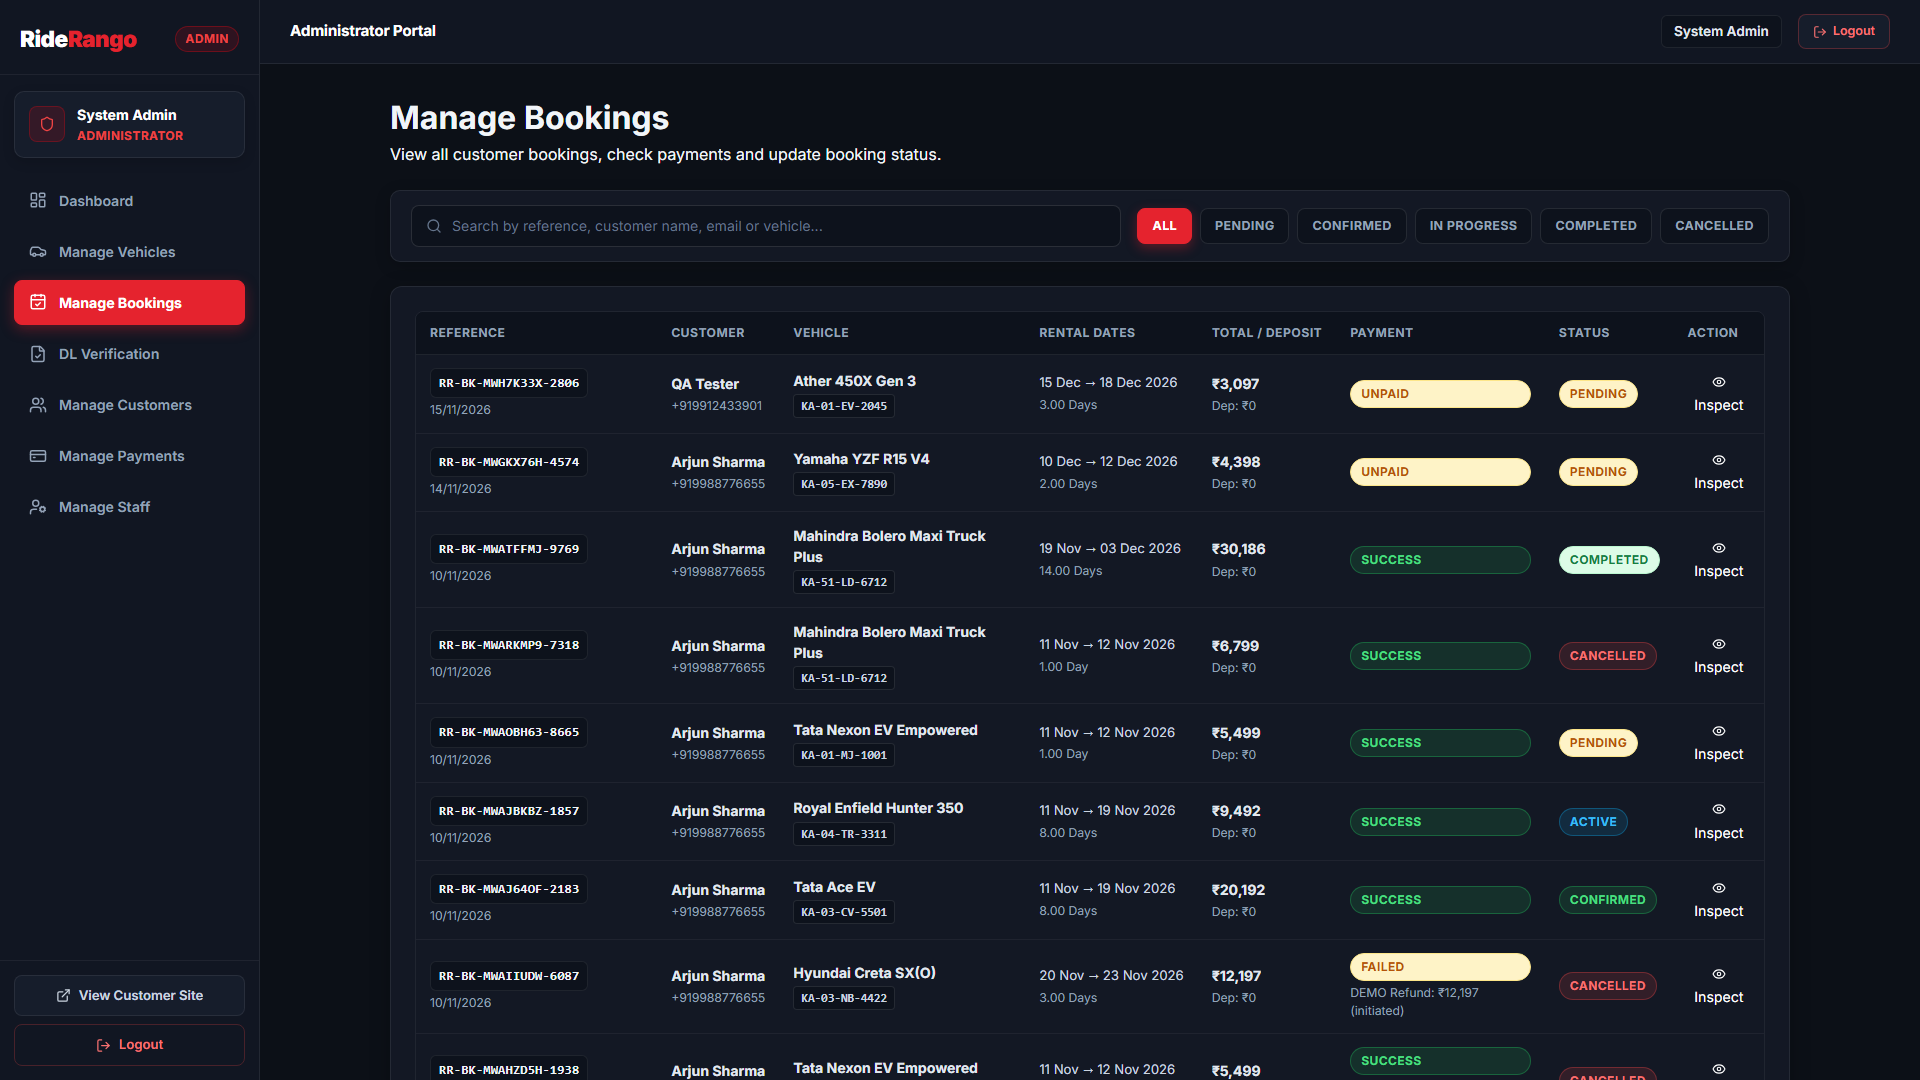 RideRango
ADMIN
Administrator Portal
System Admin
Logout
System Admin
ADMINISTRATOR
Dashboard
Manage Vehicles
Manage Bookings
DL Verification
Manage Customers
Manage Payments
Manage Staff
View Customer Site
Logout
Manage Bookings
View all customer bookings, check payments and update booking status.
Search by reference, customer name, email or vehicle...
ALL PENDING CONFIRMED IN PROGRESS COMPLETED CANCELLED
REFERENCE CUSTOMER VEHICLE RENTAL DATES TOTAL / DEPOSIT PAYMENT STATUS ACTION
RR-BK-MWH7K33X-2806 QA Tester Ather 450X Gen 3 15 Dec → 18 Dec 2026 ₹3,097 UNPAID PENDING Inspect
15/11/2026 +919912433901 KA-01-EV-2045 3.00 Days Dep: ₹0
RR-BK-MWGKX76H-4574 Arjun Sharma Yamaha YZF R15 V4 10 Dec → 12 Dec 2026 ₹4,398 UNPAID PENDING Inspect
14/11/2026 +919988776655 KA-05-EX-7890 2.00 Days Dep: ₹0
RR-BK-MWATFFMJ-9769 Arjun Sharma Mahindra Bolero Maxi Truck Plus 19 Nov → 03 Dec 2026 ₹30,186 SUCCESS COMPLETED Inspect
10/11/2026 +919988776655 KA-51-LD-6712 14.00 Days Dep: ₹0
RR-BK-MWARKMP9-7318 Arjun Sharma Mahindra Bolero Maxi Truck Plus 11 Nov → 12 Nov 2026 ₹6,799 SUCCESS CANCELLED Inspect
10/11/2026 +919988776655 KA-51-LD-6712 1.00 Day Dep: ₹0
RR-BK-MWAOBH63-8665 Arjun Sharma Tata Nexon EV Empowered 11 Nov → 12 Nov 2026 ₹5,499 SUCCESS PENDING Inspect
10/11/2026 +919988776655 KA-01-MJ-1001 1.00 Day Dep: ₹0
RR-BK-MWAJBKBZ-1857 Arjun Sharma Royal Enfield Hunter 350 11 Nov → 19 Nov 2026 ₹9,492 SUCCESS ACTIVE Inspect
10/11/2026 +919988776655 KA-04-TR-3311 8.00 Days Dep: ₹0
RR-BK-MWAJ64OF-2183 Arjun Sharma Tata Ace EV 11 Nov → 19 Nov 2026 ₹20,192 SUCCESS CONFIRMED Inspect
10/11/2026 +919988776655 KA-03-CV-5501 8.00 Days Dep: ₹0
RR-BK-MWAIIUDW-6087 Arjun Sharma Hyundai Creta SX(O) 20 Nov → 23 Nov 2026 ₹12,197 FAILED CANCELLED Inspect
10/11/2026 +919988776655 KA-03-NB-4422 3.00 Days Dep: ₹0 DEMO Refund: ₹12,197 (initiated)
RR-BK-MWAHZD5H-1938 Arjun Sharma Tata Nexon EV Empowered 11 Nov → 12 Nov 2026 ₹5,499 SUCCESS CANCELLED